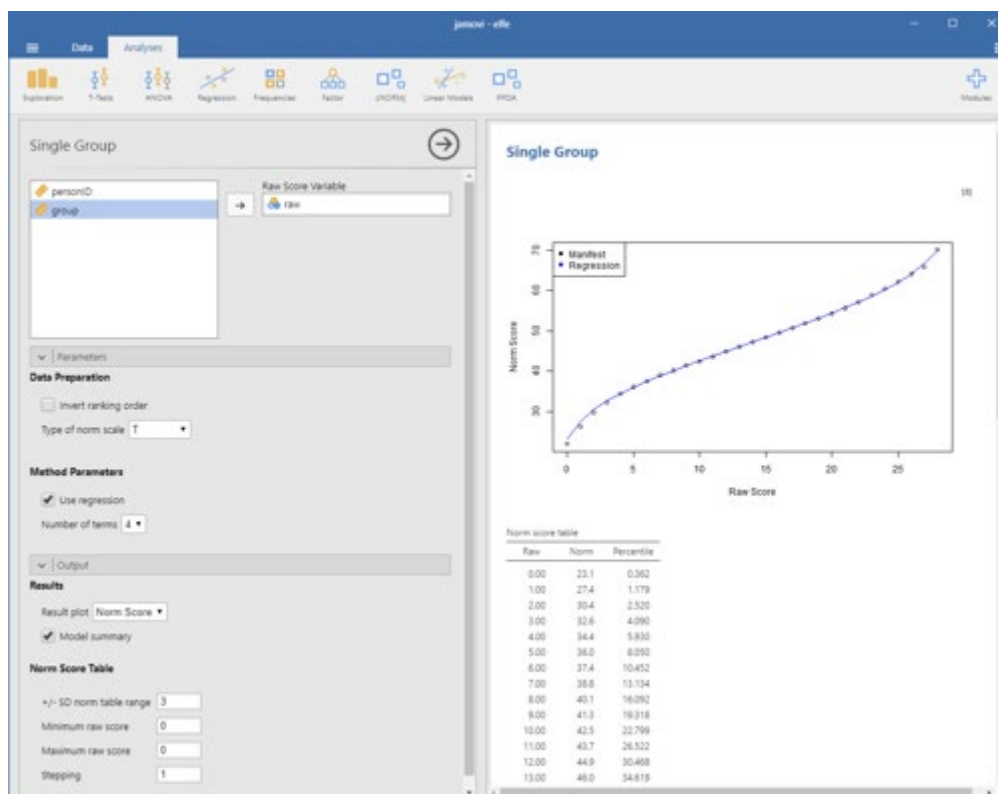 jamovi - elfe
Data Analyses
Exploration T-Tests ANOVA Regression Frequencies Factor cNORMj Linear Models PPDA Modules
Single Group
personID
group
Raw Score Variable
raw
Parameters
Data Preparation
Invert ranking order
Type of norm scale T
Method Parameters
Use regression
Number of terms 4
Output
Results
Result plot Norm Score
Model summary
Norm Score Table
+/- SD norm table range 3
Minimum raw score 0
Maximum raw score 0
Stepping 1
Single Group
[3]
Manifest
Regression
Norm Score
70
60
50
40
30
0 5 10 15 20 25
Raw Score
Norm score table
Raw Norm Percentile
0.00 23.1 0.362
1.00 27.4 1.179
2.00 30.4 2.520
3.00 32.6 4.090
4.00 34.4 5.930
5.00 36.0 8.050
6.00 37.4 10.452
7.00 38.8 13.134
8.00 40.1 16.092
9.00 41.3 19.318
10.00 42.5 22.799
11.00 43.7 26.522
12.00 44.9 30.468
13.00 46.0 34.619